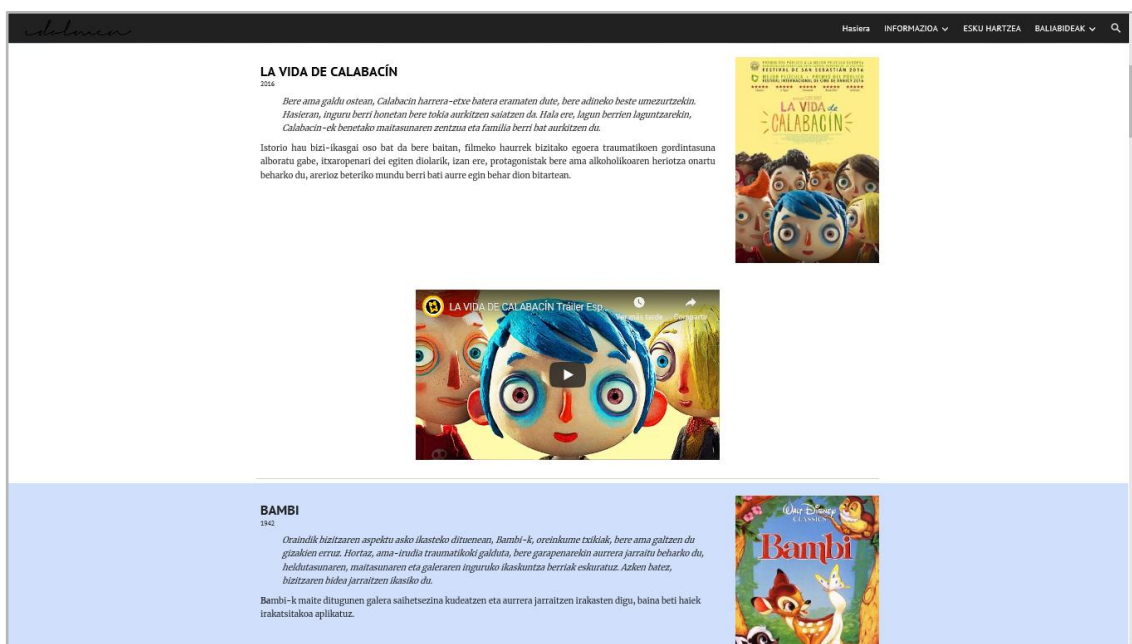 dolmen
Hasiera INFORMAZIOA ESKU HARTZEA BALIABIDEAK
LA VIDA DE CALABACÍN
2016
Bere ama galdu ostean, Calabacin harrera-etxe batera eramaten dute, bere adineko beste umezurtzekin.
Hasieran, inguru berri honetan bere tokia aurkitzen saiatzen da. Hala ere, lagun berrien laguntzarekin,
Calabacin-ek benetako maitasunaren zentzua eta familia berri bat aurkitzen du.
Istorio hau bizi-ikasgai oso bat da bere baitan, filmeko haurrek bizitako egoera traumatikoen gordintasuna
alboratu gabe, itxaropenari dei egiten diolarik, izan ere, protagonistak bere ama alkoholikoaren heriotza onartu
beharko du, arerioz beteriko mundu berri bati aurre egin behar dion bitartean.
FESTIVAL DE SAN SEBASTIÁN 2016
LA VIDA de
CALABACÍN
LA VIDA DE CALABACÍN Tráiler Esp...
Ver más tarde Compartir
BAMBI
1942
Oraindik bizitzaren aspektu asko ikasteko dituenean, Bambi-k, oreinkume txikiak, bere ama galtzen du
gizakien erruz. Hortaz, ama-irudia traumatikoki galduta, bere garapenarekin aurrera jarraitu beharko du,
heldutasunaren, maitasunaren eta galeraren inguruko ikaskuntza berriak eskuratuz. Azken batez,
bizitzaren bidea jarraitzen ikasiko du.
Bambi-k maite ditugunen galera saihetsezina kudeatzen eta aurrera jarraitzen irakasten digu, baina beti haiek
irakatsitakoa aplikatuz.
WALT DISNEY
CLASSICS
Bambi